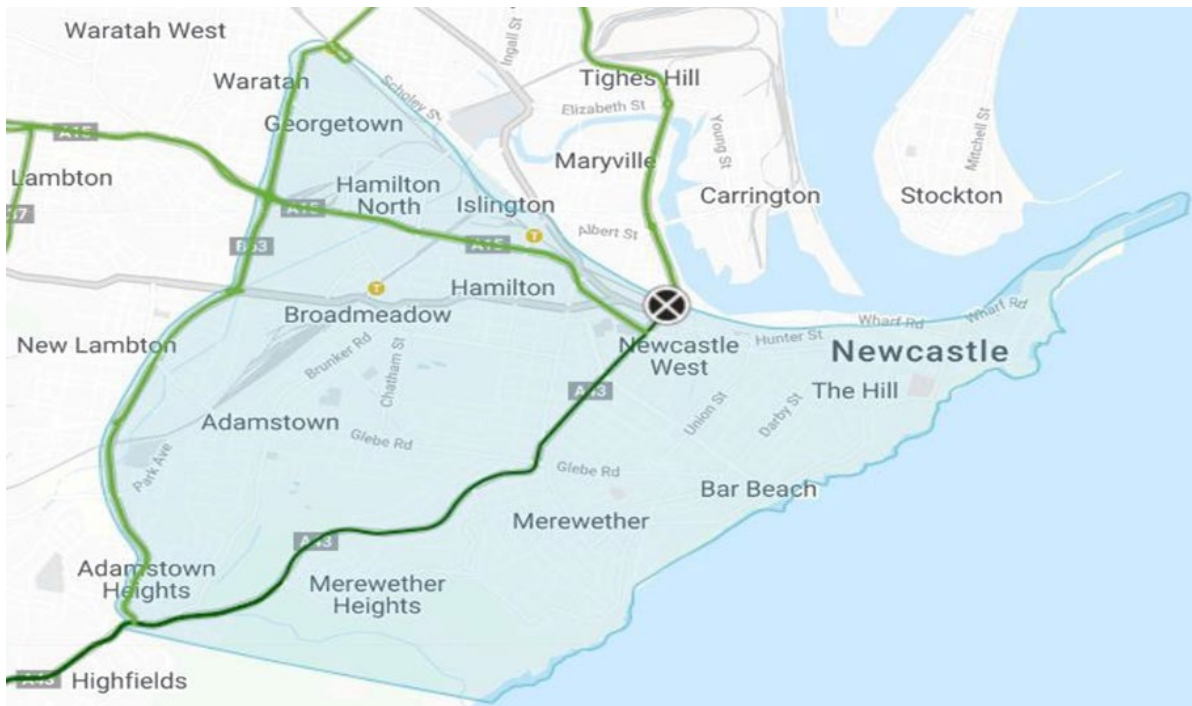 Waratah West
Ingall St
Tighes Hill
Waratah
Scholey St
Elizabeth St
Georgetown
Young St
Mitchell St
A15
Maryville
Lambton
Hamilton
North
Islington
Carrington
Stockton
A15
Albert St
A15
B63
Hamilton
Broadmeadow
Wharf Rd
Wharf Rd
Hunter St
New Lambton
Brunker Rd
Chatham St
Newcastle
West
Newcastle
The Hill
A43
Union St
Darby St
Adamstown
Glebe Rd
Park Ave
Glebe Rd
Bar Beach
Merewether
A43
Adamstown
Heights
Merewether
Heights
A43
Highfields